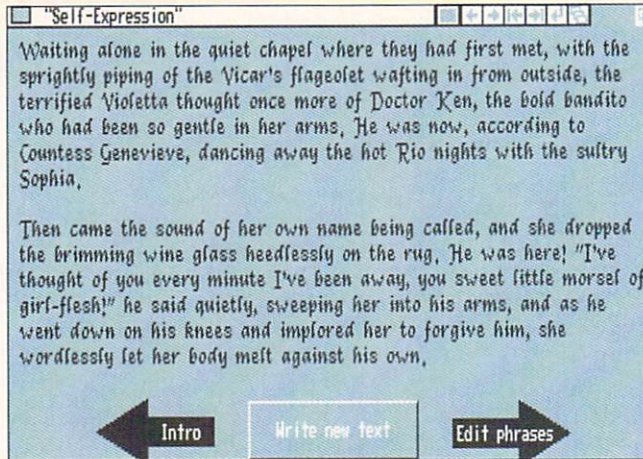 "Self-Expression"
Waiting alone in the quiet chapel where they had first met, with the
sprightly piping of the Vicar's flageolet wafting in from outside, the
terrified Violetta thought once more of Doctor Ken, the bold bandito
who had been so gentle in her arms. He was now, according to
Countess Genevieve, dancing away the hot Rio nights with the sultry
Sophia.
Then came the sound of her own name being called, and she dropped
the brimming wine glass heedlessly on the rug. He was here! "I've
thought of you every minute I've been away, you sweet little morsel of
girl-flesh!" he said quietly, sweeping her into his arms, and as he
went down on his knees and implored her to forgive him, she
wordlessly let her body melt against his own.
Intro
Write new text
Edit phrases